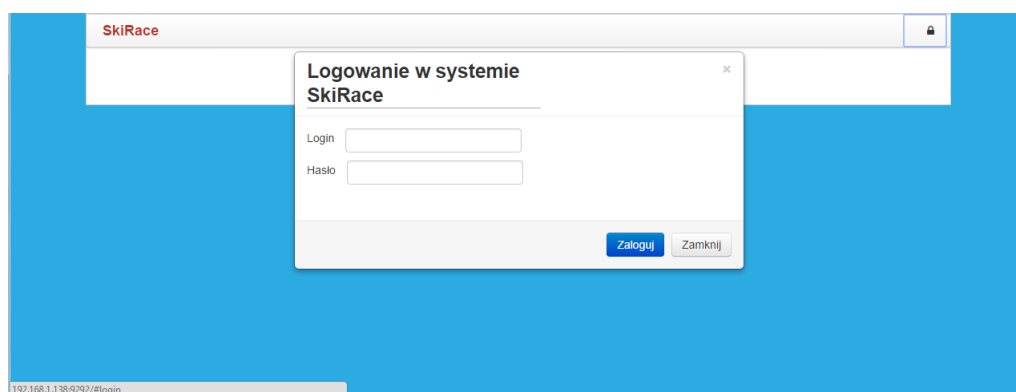 SkiRace
Logowanie w systemie
SkiRace
×
Login
Hasło
Zaloguj
Zamknij
192.168.1.138:9292/#login